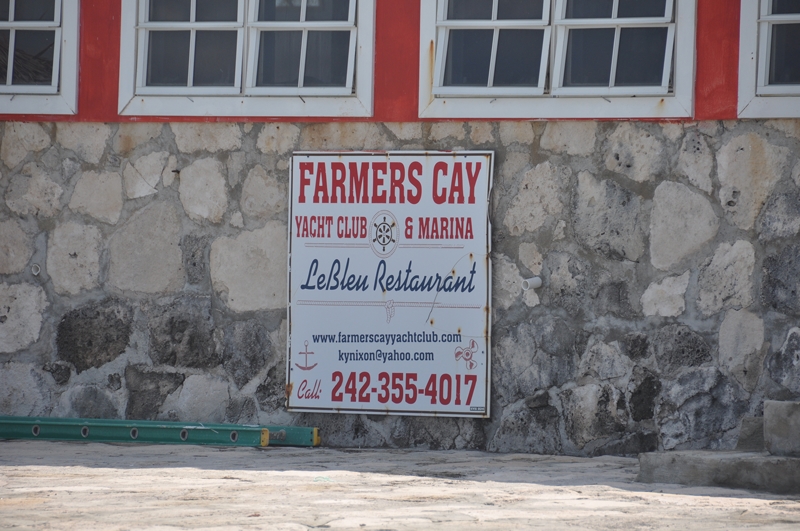 FARMERS CAY
YACHT CLUB & MARINA
LeBleu Restaurant
www.farmerscayyachtclub.com
kynixon@yahoo.com
Call: 242-355-4017